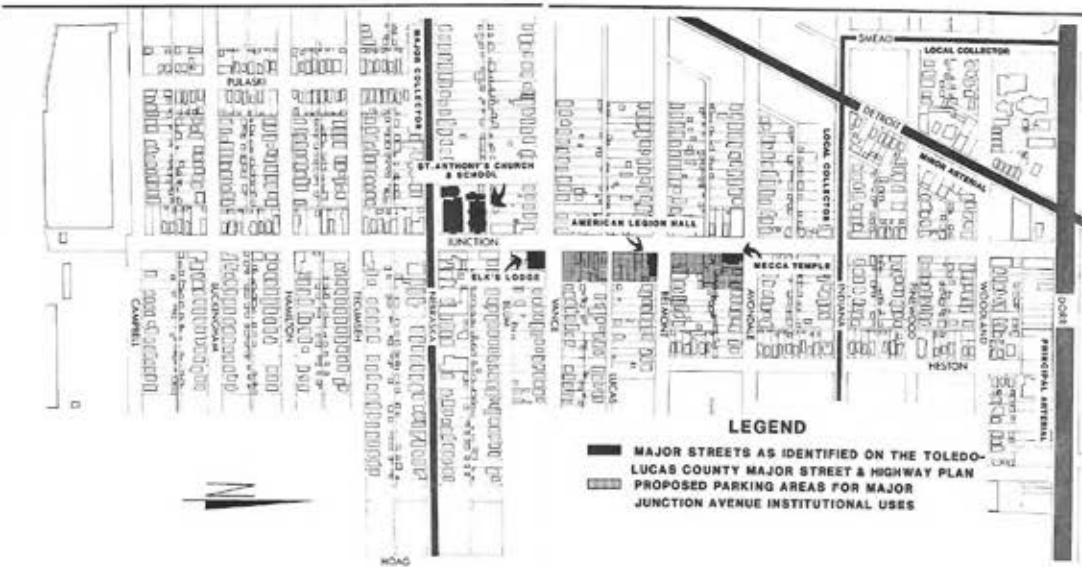 SMEAD
LOCAL COLLECTOR
MAJOR COLLECTOR
PULASKI
DETROIT
MINOR ARTERIAL
LOCAL COLLECTOR
ST. ANTHONY'S CHURCH
& SCHOOL
AMERICAN LEGION HALL
JUNCTION
ELK'S LODGE
MECCA TEMPLE
CAMPBELL
BUCKINGHAM
HAMILTON
TECUMSEH
NEBRASKA
BLUM
VANCE
LUCAS
BELMONT
AVONDALE
INDIANA
PINEWOOD
WOODLAND
DORR
PRINCIPAL ARTERIAL
HESTON
N
HOAG
LEGEND
MAJOR STREETS AS IDENTIFIED ON THE TOLEDO-
LUCAS COUNTY MAJOR STREET & HIGHWAY PLAN
PROPOSED PARKING AREAS FOR MAJOR
JUNCTION AVENUE INSTITUTIONAL USES